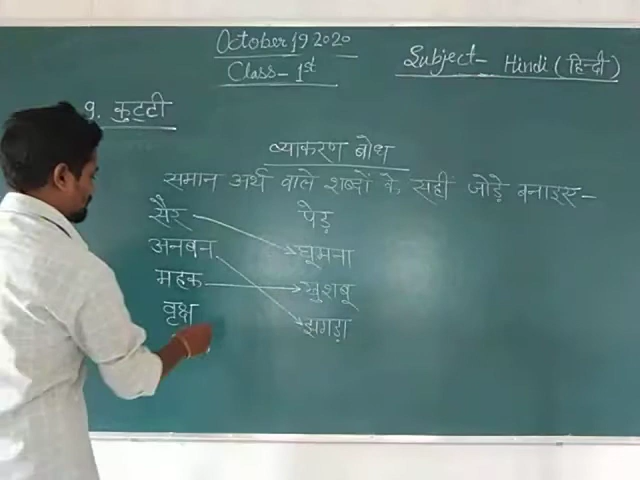 October 19 2020
Class- 1st
Subject- Hindi (हिन्दी)
9. कुट्टी
व्याकरण बोध
समान अर्थ वाले शब्दों के सही जोड़े बनाइए-
सैर पेड़
अनबन घूमना
महक खुशबू
वृक्ष झगड़ा